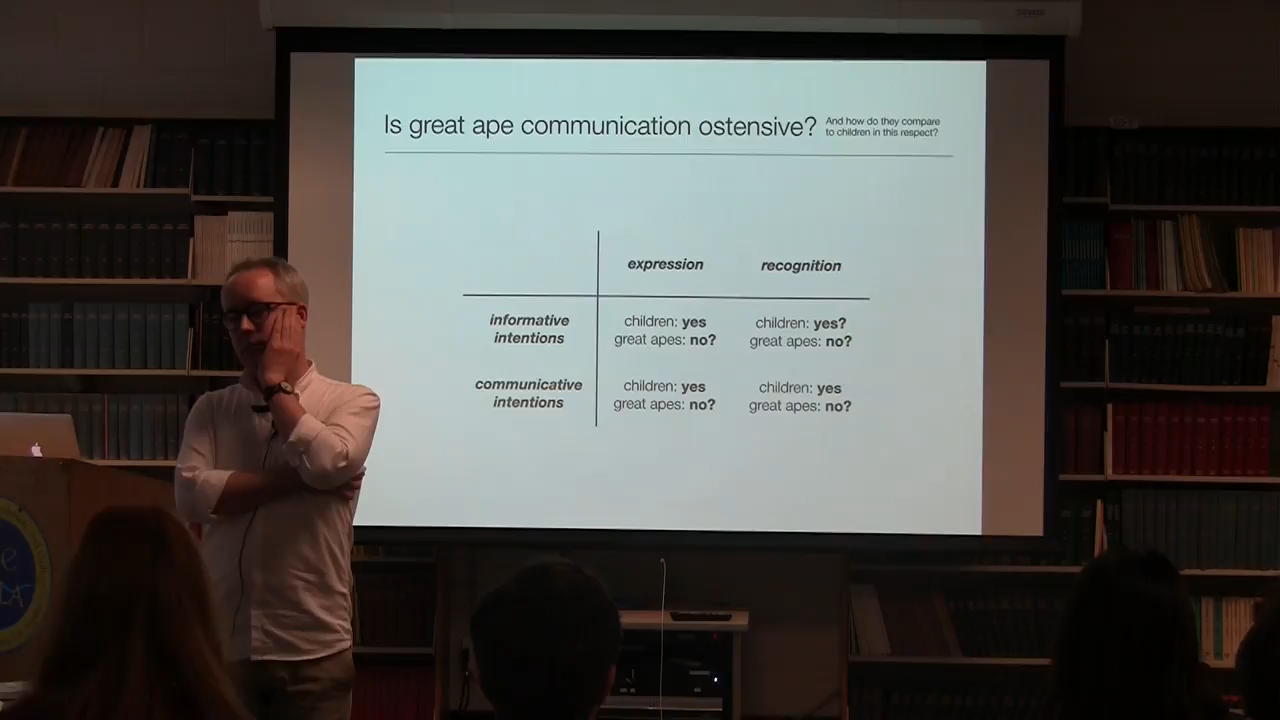 Is great ape communication ostensive?
And how do they compare
to children in this respect?
expression recognition
informative
intentions
children: yes
great apes: no?
children: yes?
great apes: no?
communicative
intentions
children: yes
great apes: no?
children: yes
great apes: no?